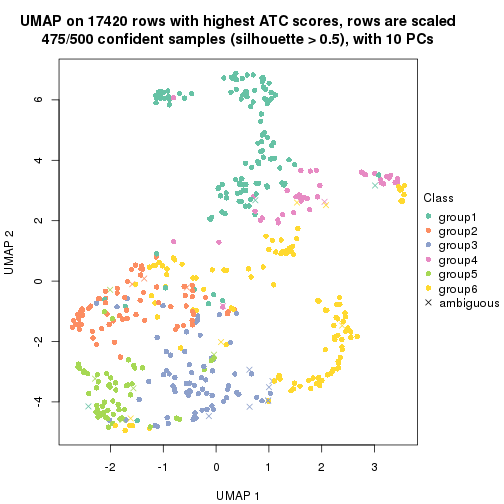 UMAP on 17420 rows with highest ATC scores, rows are scaled
475/500 confident samples (silhouette > 0.5), with 10 PCs
6
4
2
0
-2
-4
UMAP 2
-2
-1
0
1
2
3
UMAP 1
Class
group1
group2
group3
group4
group5
group6
ambiguous